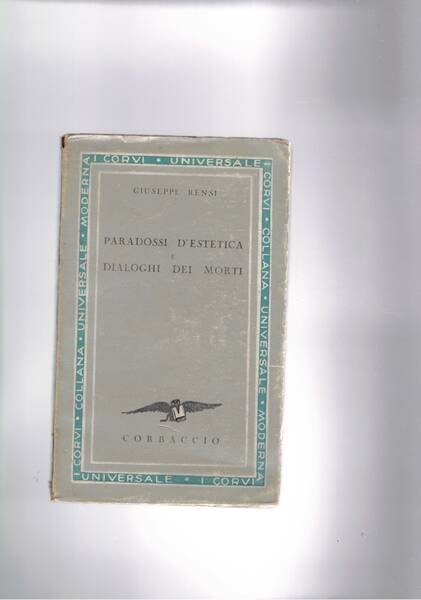 I CORVI • UNIVERSALE
CORVI • COLLANA • UNIVERSALE • MODERNA
GIUSEPPE RENSI
PARADOSSI D'ESTETICA
E
DIALOGHI DEI MORTI
CORBACCIO
CORVI • COLLANA • UNIVERSALE • MODERNA
UNIVERSALE • I CORVI